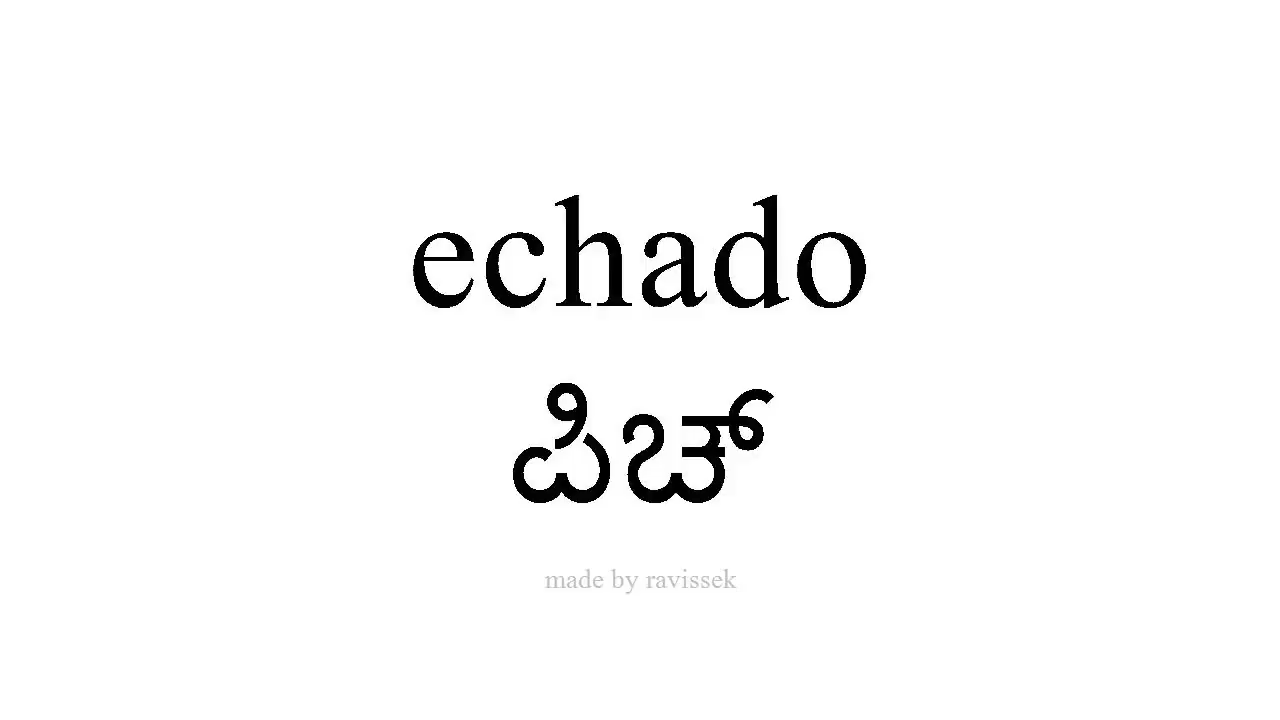 echado
ಪಿಚ್
made by ravissek